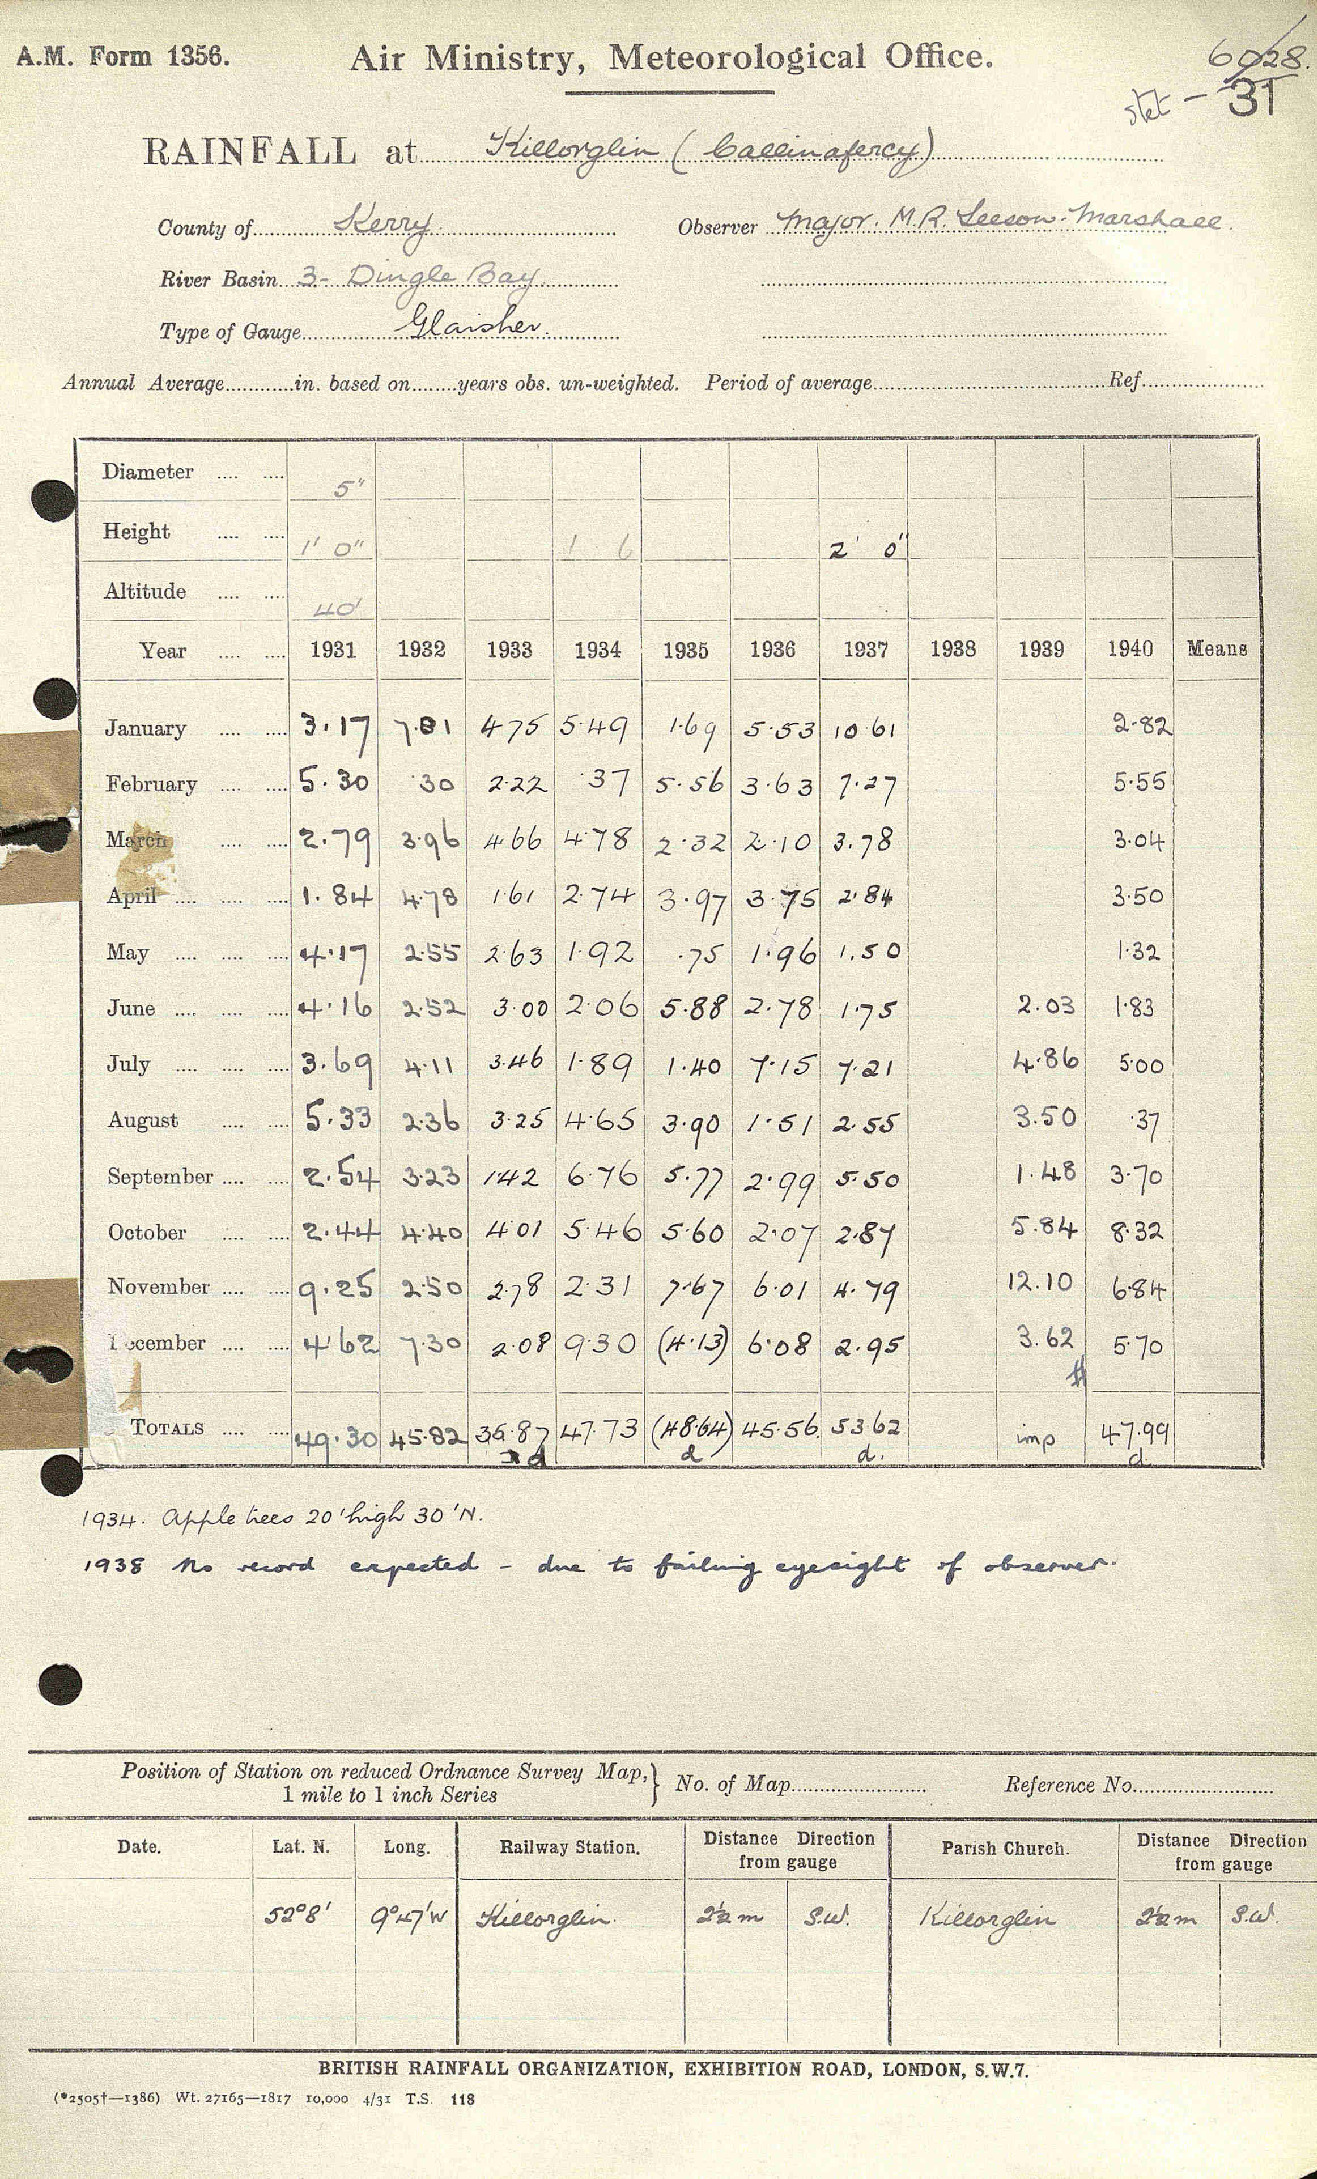 A.M. Form 1356. Air Ministry, Meteorological Office. 6028.
stet - 31
RAINFALL at Killorglin (Callinafercy)
County of Kerry. Observer Major. M.R. Leeson-Marshall.
River Basin 3- Dingle Bay
Type of Gauge Glaisher.
Annual Average in. based on years obs. un-weighted. Period of average Ref.
Diameter 5"
Height 1' 0" 1 6 2' 0"
Altitude 40'
Year 1931 1932 1933 1934 1935 1936 1937 1938 1939 1940 Means
January 3.17 7.81 4.75 5.49 1.69 5.53 10.61 2.82
February 5.30 .30 2.22 .37 5.56 3.63 7.27 5.55
March 2.79 3.96 4.66 4.78 2.32 2.10 3.78 3.04
April 1.84 4.78 1.61 2.74 3.97 3.75 2.84 3.50
May 4.17 2.55 2.63 1.92 .75 1.96 1.50 1.32
June 4.16 2.52 3.00 2.06 5.88 2.78 1.75 2.03 1.83
July 3.69 4.11 3.46 1.89 1.40 7.15 7.21 4.86 5.00
August 5.33 2.36 3.25 4.65 3.90 1.51 2.55 3.50 .37
September 2.54 3.23 1.42 6.76 5.77 2.99 5.50 1.48 3.70
October 2.44 4.40 4.01 5.46 5.60 2.07 2.87 5.84 8.32
November 9.25 2.50 2.78 2.31 7.67 6.01 4.79 12.10 6.84
December 4.62 7.30 2.08 9.30 (4.13) 6.08 2.95 3.62 5.70
TOTALS 49.30 45.82 35.87 47.73 (48.64) 45.56 53.62 imp 47.99
d d d. d
1934. Apple trees 20' high 30' N.
1938 No record expected - due to failing eyesight of observer.
Position of Station on reduced Ordnance Survey Map, } No. of Map Reference No.
1 mile to 1 inch Series
Date. Lat. N. Long. Railway Station. Distance Direction Parish Church. Distance Direction
from gauge from gauge
52°8' 9°47'W Killorglin 2½m S.W. Killorglin 2½m S.W.
BRITISH RAINFALL ORGANIZATION, EXHIBITION ROAD, LONDON, S.W.7.
(*2505†—1386) Wt. 27165—1817 10,000 4/31 T.S. 118